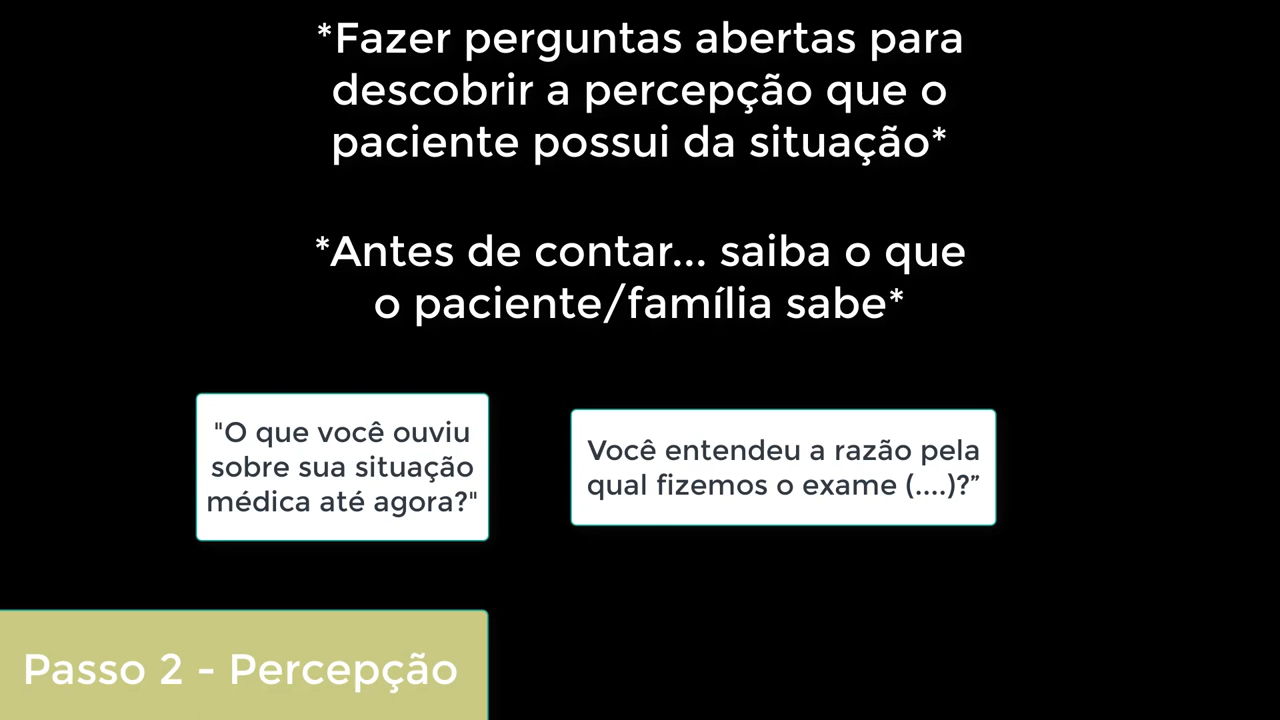 *Fazer perguntas abertas para
descobrir a percepção que o
paciente possui da situação*
*Antes de contar... saiba o que
o paciente/família sabe*
"O que você ouviu
sobre sua situação
médica até agora?"
Você entendeu a razão pela
qual fizemos o exame (....)?”
Passo 2 - Percepção